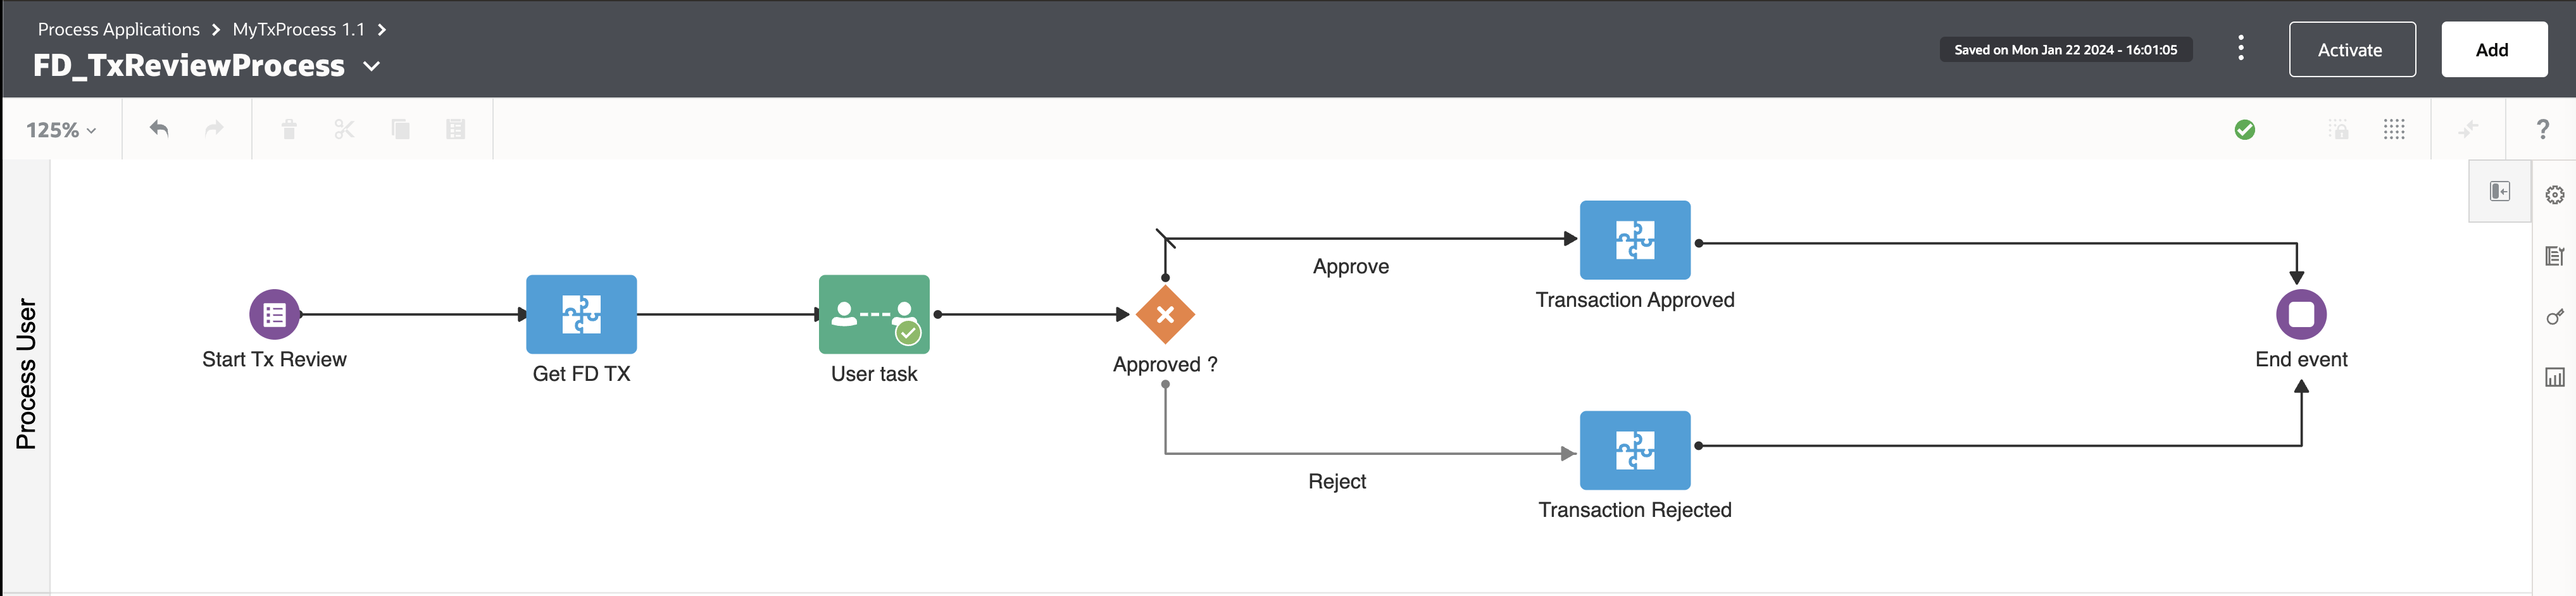 Process Applications > MyTxProcess 1.1 >
FD_TxReviewProcess
Saved on Mon Jan 22 2024 - 16:01:05
Activate
Add
125%
?
Process User
Start Tx Review
Get FD TX
User task
Approved ?
Approve
Transaction Approved
Reject
Transaction Rejected
End event